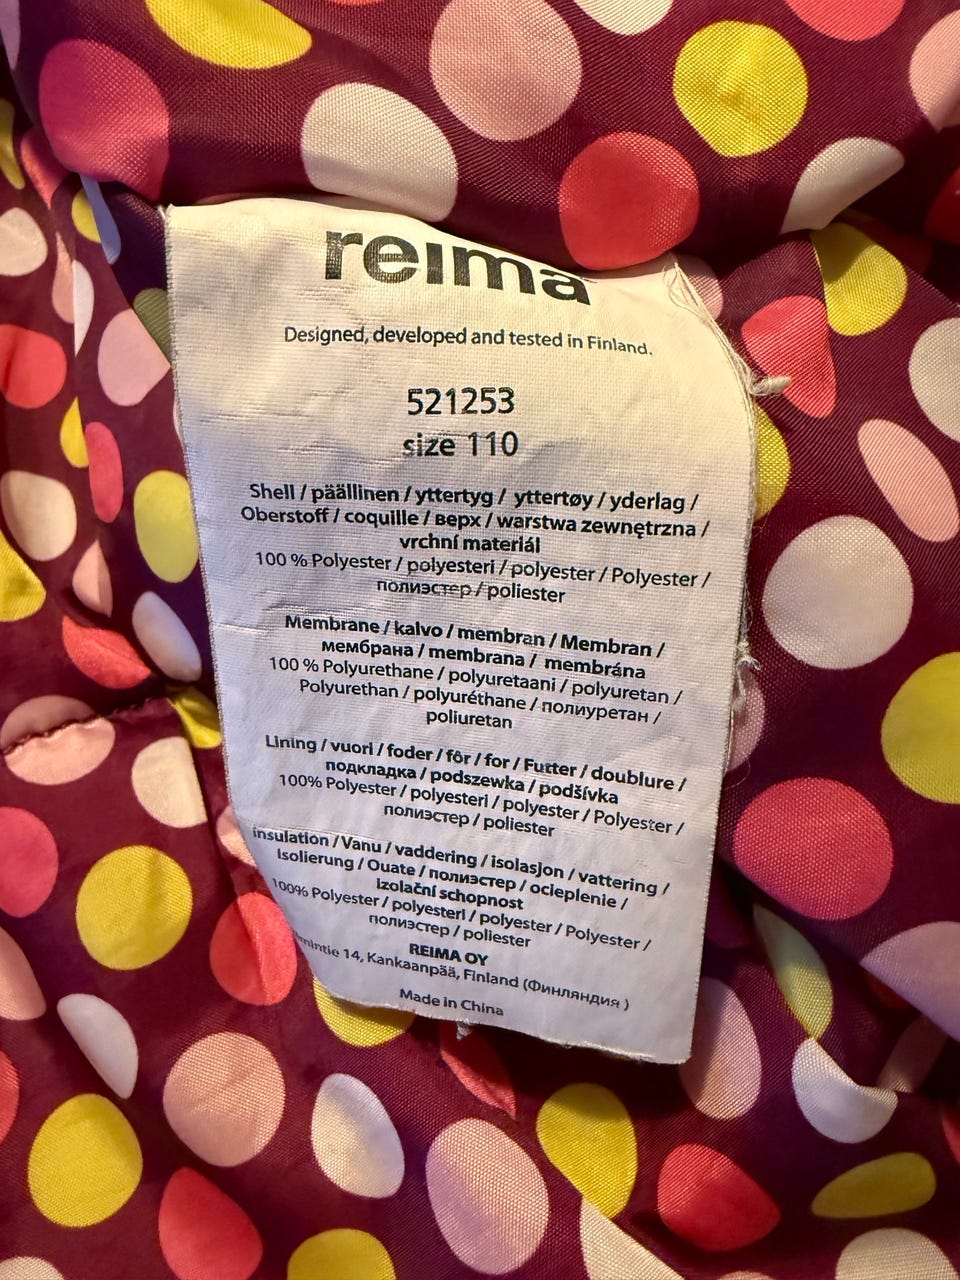 reima
Designed, developed and tested in Finland.
521253
size 110
Shell / päällinen / yttertyg / yttertøy / yderlag /
Oberstoff / coquille / верх / warstwa zewnętrzna /
vrchní materiál
100 % Polyester / polyesteri / polyester / Polyester /
полиэстер / poliester
Membrane / kalvo / membran / Membran /
мембрана / membrana / membrána
100 % Polyurethane / polyuretaani / polyuretan /
Polyurethan / polyuréthane / полиуретан /
poliuretan
Lining / vuori / foder / fôr / for / Futter / doublure /
подкладка / podszewka / podšívka
100% Polyester / polyesteri / polyester / Polyester /
полиэстер / poliester
insulation / Vanu / vaddering / isolasjon / vattering /
Isolierung / Ouate / полиэстер / ocieplenie /
izolační schopnost
100% Polyester / polyesteri / polyester / Polyester /
полиэстер / poliester
REIMA OY
14, Kankaanpää, Finland (Финляндия )
Made in China